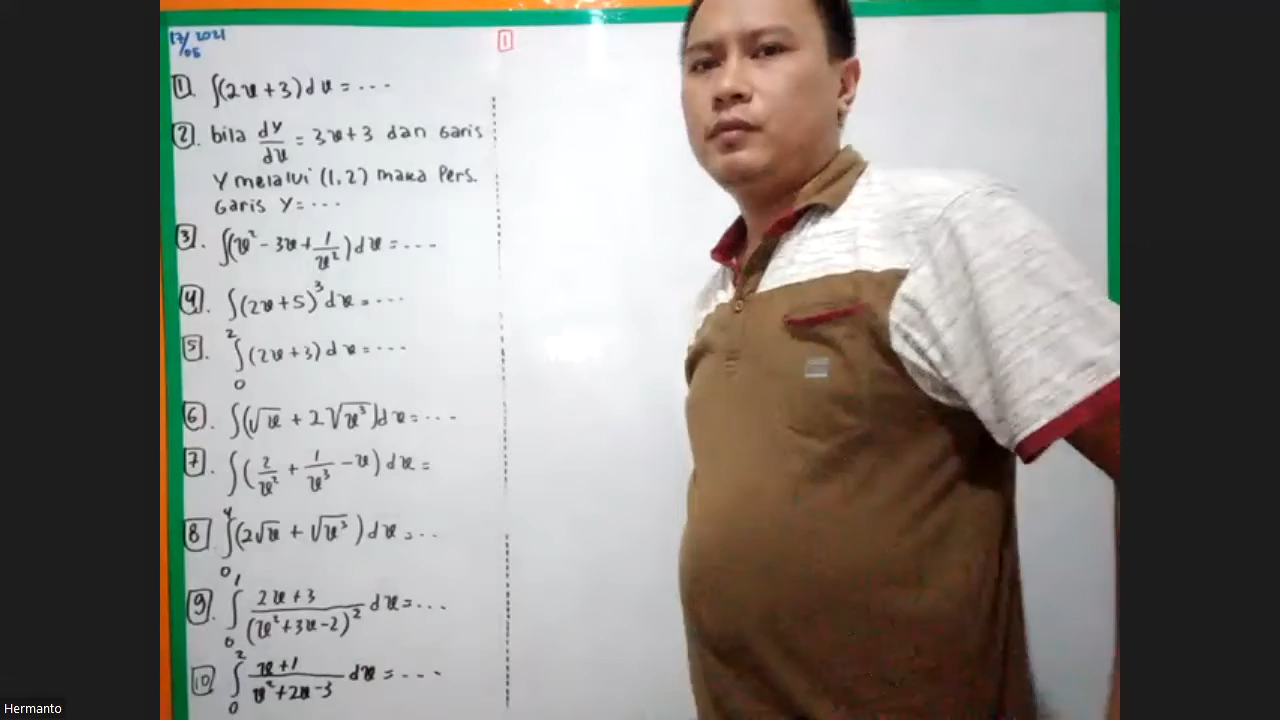 17/05 2021
1
1. ∫(2x+3)dx = ...
2. bila dy/dx = 3x+3 dan Garis
Y melalui (1,2) maka Pers.
Garis Y = ...
3. ∫(x² - 3x + 1/x²)dx = ...
4. ∫(2x+5)³dx = ...
5. ∫₀²(2x+3)dx = ...
6. ∫(√x + 2√x³)dx = ...
7. ∫(2/x² + 1/x³ - x)dx =
8. ∫₀⁴(2√x + √x³)dx = ..
9. ∫₀¹ (2x+3)/(x²+3x-2)² dx = ...
10. ∫₀² (x+1)/(x²+2x-3) dx = ...
Hermanto